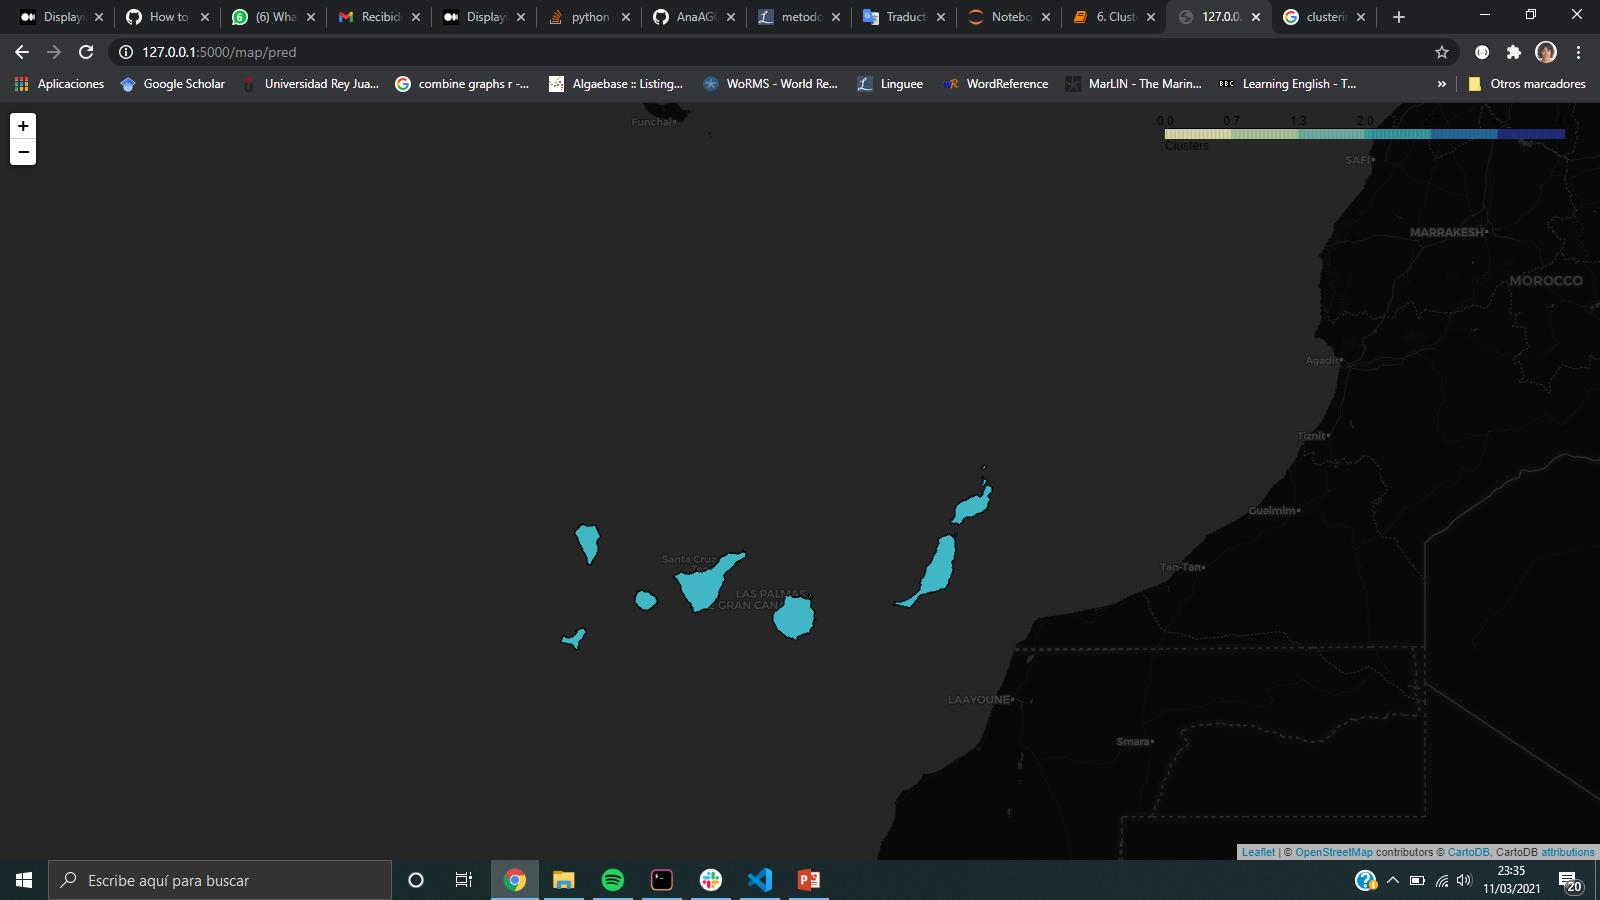 Displayi
How to
(6) Wha
Recibid
Displayi
python
AnaAG
metodo
Traduct
Notebo
6. Clust
127.0.0.
clusterin
127.0.0.1:5000/map/pred
Aplicaciones
Google Scholar
Universidad Rey Jua...
combine graphs r -...
Algaebase :: Listing...
WoRMS - World Re...
Linguee
WordReference
MarLIN - The Marin...
BBC
Learning English - T...
»
Otros marcadores
+
−
Funchal
0.0 0.7 1.3 2.0
Clusters
SAFI
MARRAKESH
MOROCCO
Agadir
Tiznit
Guelmim
Tan-Tan
Santa Cruz
LAS PALMAS
GRAN CANA
LAAYOUNE
Smara
Leaflet | © OpenStreetMap contributors © CartoDB, CartoDB attributions
Escribe aquí para buscar
23:35
11/03/2021
20